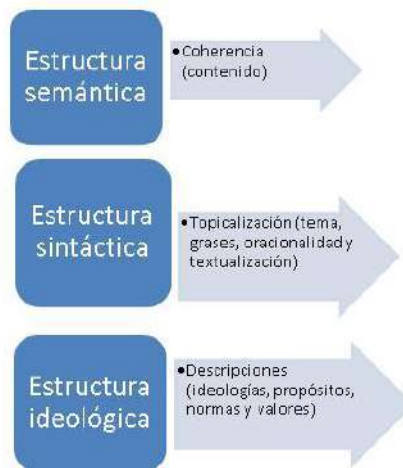 Estructura
semántica
•Coherencia
(contenido)
Estructura
sintáctica
•Topicalización (tema,
grases, oracionalidad y
textualización)
Estructura
ideológica
•Descripciones
(ideologías, propósitos,
normas y valores)